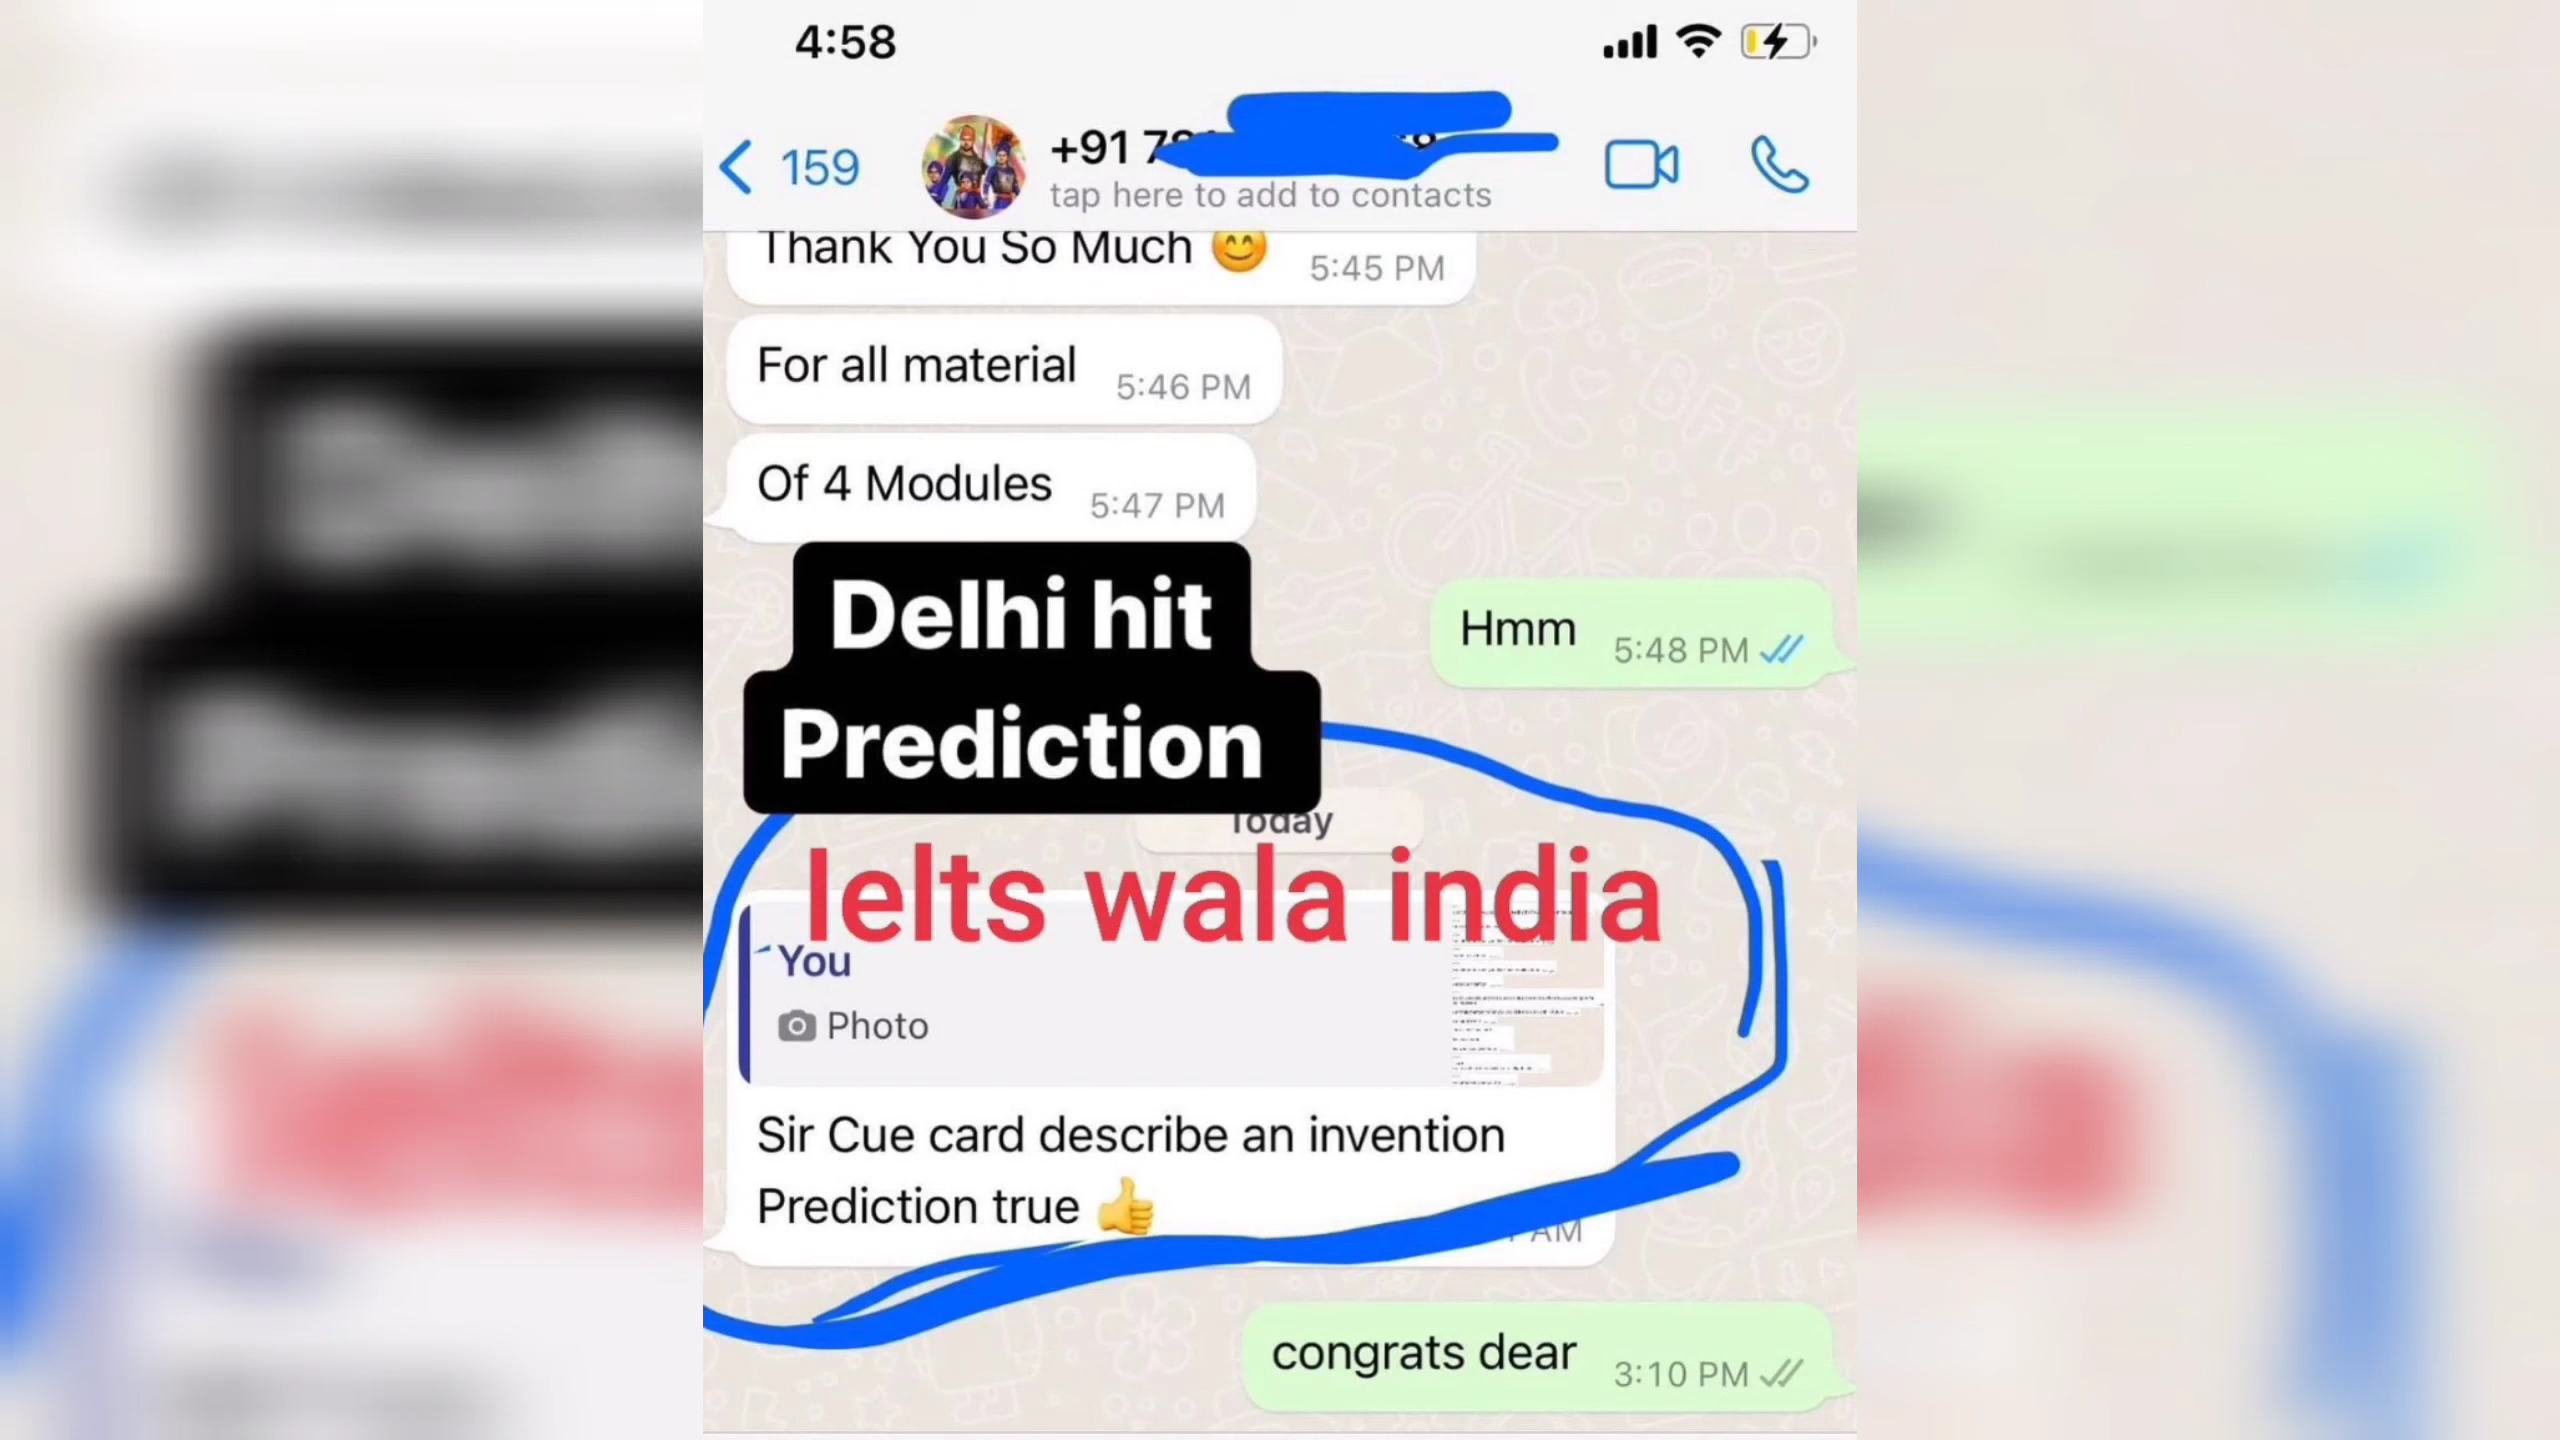 4:58
159
+91 7
tap here to add to contacts
Thank You So Much 😊 5:45 PM
For all material 5:46 PM
Of 4 Modules 5:47 PM
Delhi hit
Prediction
Hmm 5:48 PM
Today
Ielts wala india
You
Photo
Sir Cue card describe an invention
Prediction true 👍
AM
congrats dear 3:10 PM